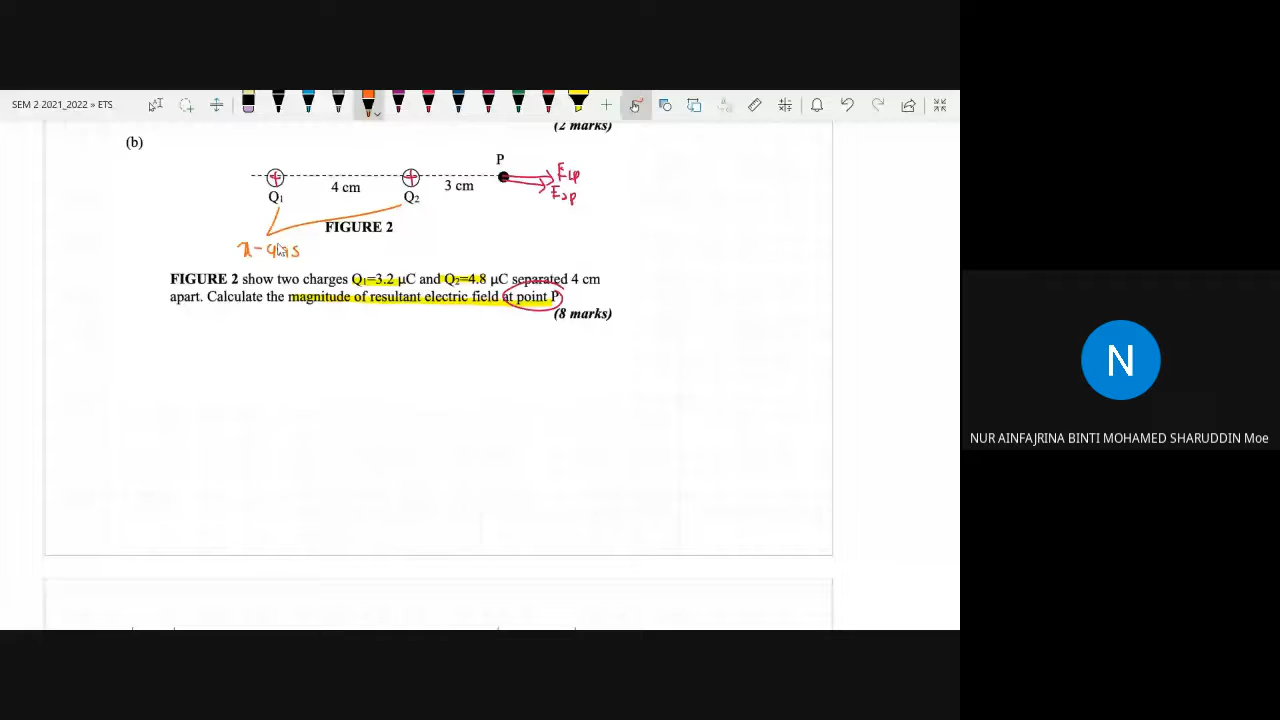 SEM 2 2021_2022 » ETS
(2 marks)
(b)
P
E1p
4 cm
3 cm
E2p
Q1
Q2
FIGURE 2
FIGURE 2 show two charges Q1=3.2 µC and Q2=4.8 µC separated 4 cm
apart. Calculate the magnitude of resultant electric field at point P
(8 marks)
N
NUR AINFAJRINA BINTI MOHAMED SHARUDDIN Moe